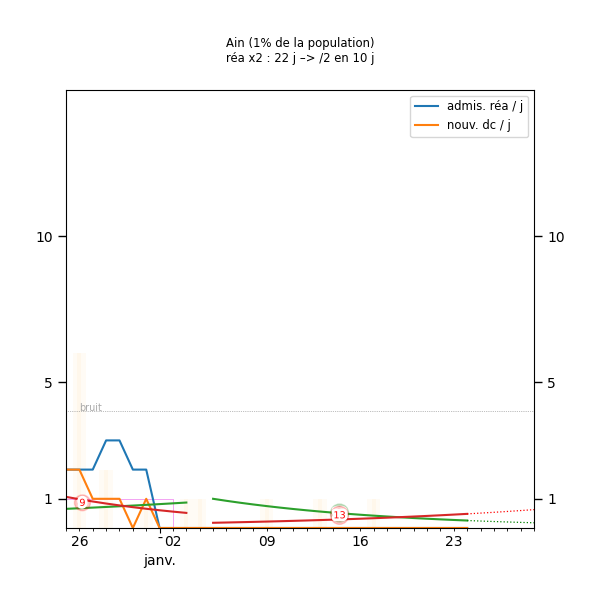 Ain (1% de la population)
réa x2 : 22 j –> /2 en 10 j
admis. réa / j
nouv. dc / j
10
10
5
5
bruit
1
1
9
13
26
02
09
16
23
janv.